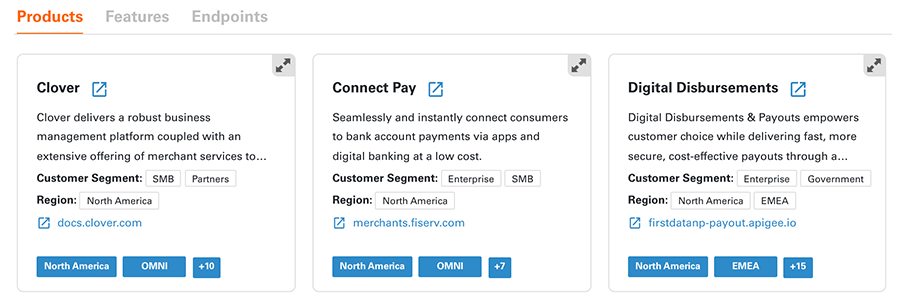 Products Features Endpoints
Clover
Clover delivers a robust business
management platform coupled with an
extensive offering of merchant services to...
Customer Segment: SMB Partners
Region: North America
docs.clover.com
North America OMNI +10
Connect Pay
Seamlessly and instantly connect consumers
to bank account payments via apps and
digital banking at a low cost.
Customer Segment: Enterprise SMB
Region: North America
merchants.fiserv.com
North America OMNI +7
Digital Disbursements
Digital Disbursements & Payouts empowers
customer choice while delivering fast, more
secure, cost-effective payouts through a...
Customer Segment: Enterprise Government
Region: North America EMEA
firstdatanp-payout.apigee.io
North America EMEA +15